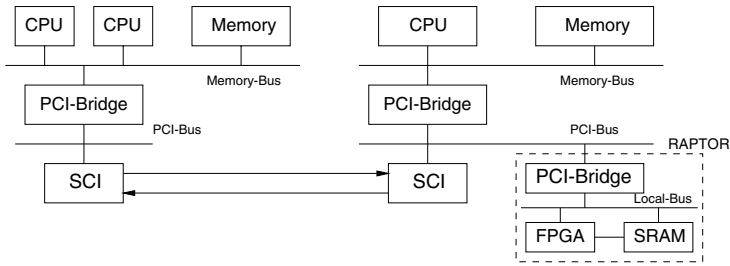 CPU CPU Memory CPU Memory
Memory-Bus Memory-Bus
PCI-Bridge PCI-Bridge
PCI-Bus PCI-Bus
RAPTOR
SCI SCI PCI-Bridge
Local-Bus
FPGA SRAM